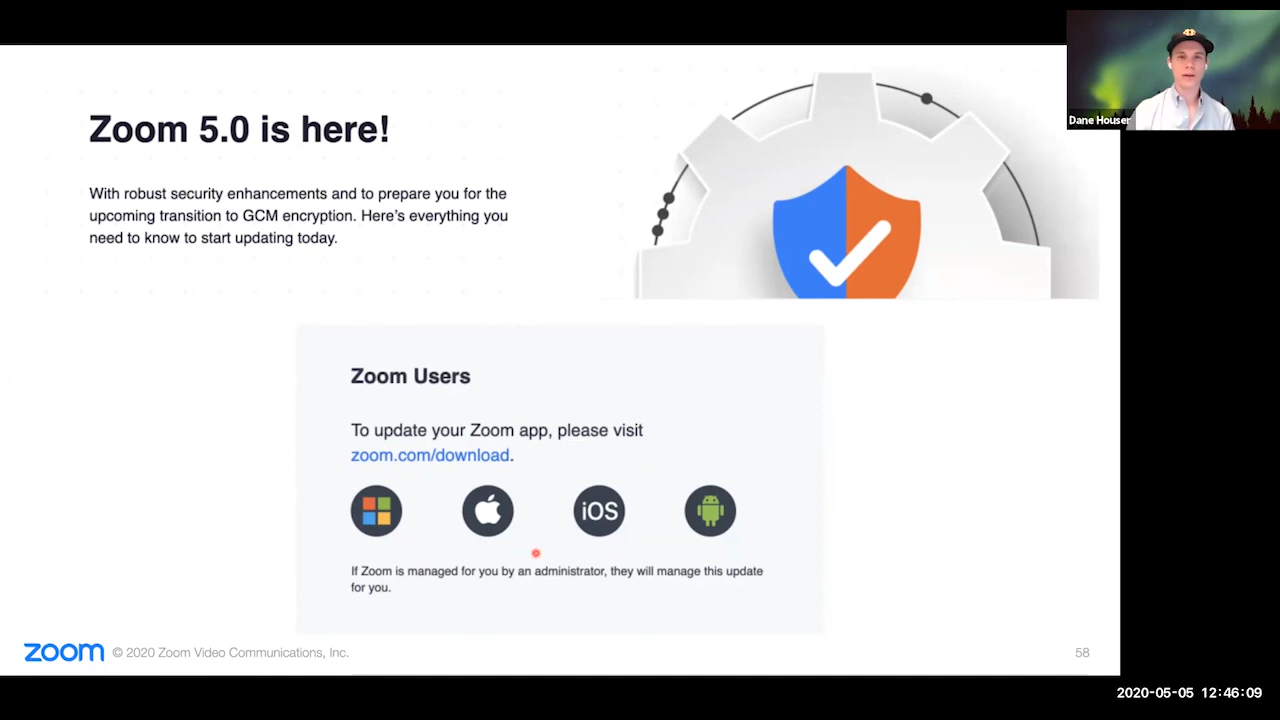 Zoom 5.0 is here!
With robust security enhancements and to prepare you for the
upcoming transition to GCM encryption. Here’s everything you
need to know to start updating today.
Dane Houser
Zoom Users
To update your Zoom app, please visit
zoom.com/download.
iOS
If Zoom is managed for you by an administrator, they will manage this update
for you.
zoom © 2020 Zoom Video Communications, Inc.
58
2020-05-05 12:46:09